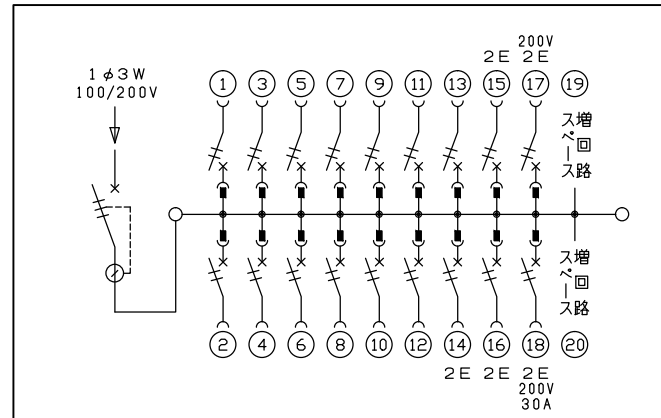 1φ3W
100/200V
200V
2E 2E
① ③ ⑤ ⑦ ⑨ ⑪ ⑬ ⑮ ⑰ ⑲
増回路
スペース
増回路
スペース
② ④ ⑥ ⑧ ⑩ ⑫ ⑭ ⑯ ⑱ ⑳
2E 2E 2E
200V
30A